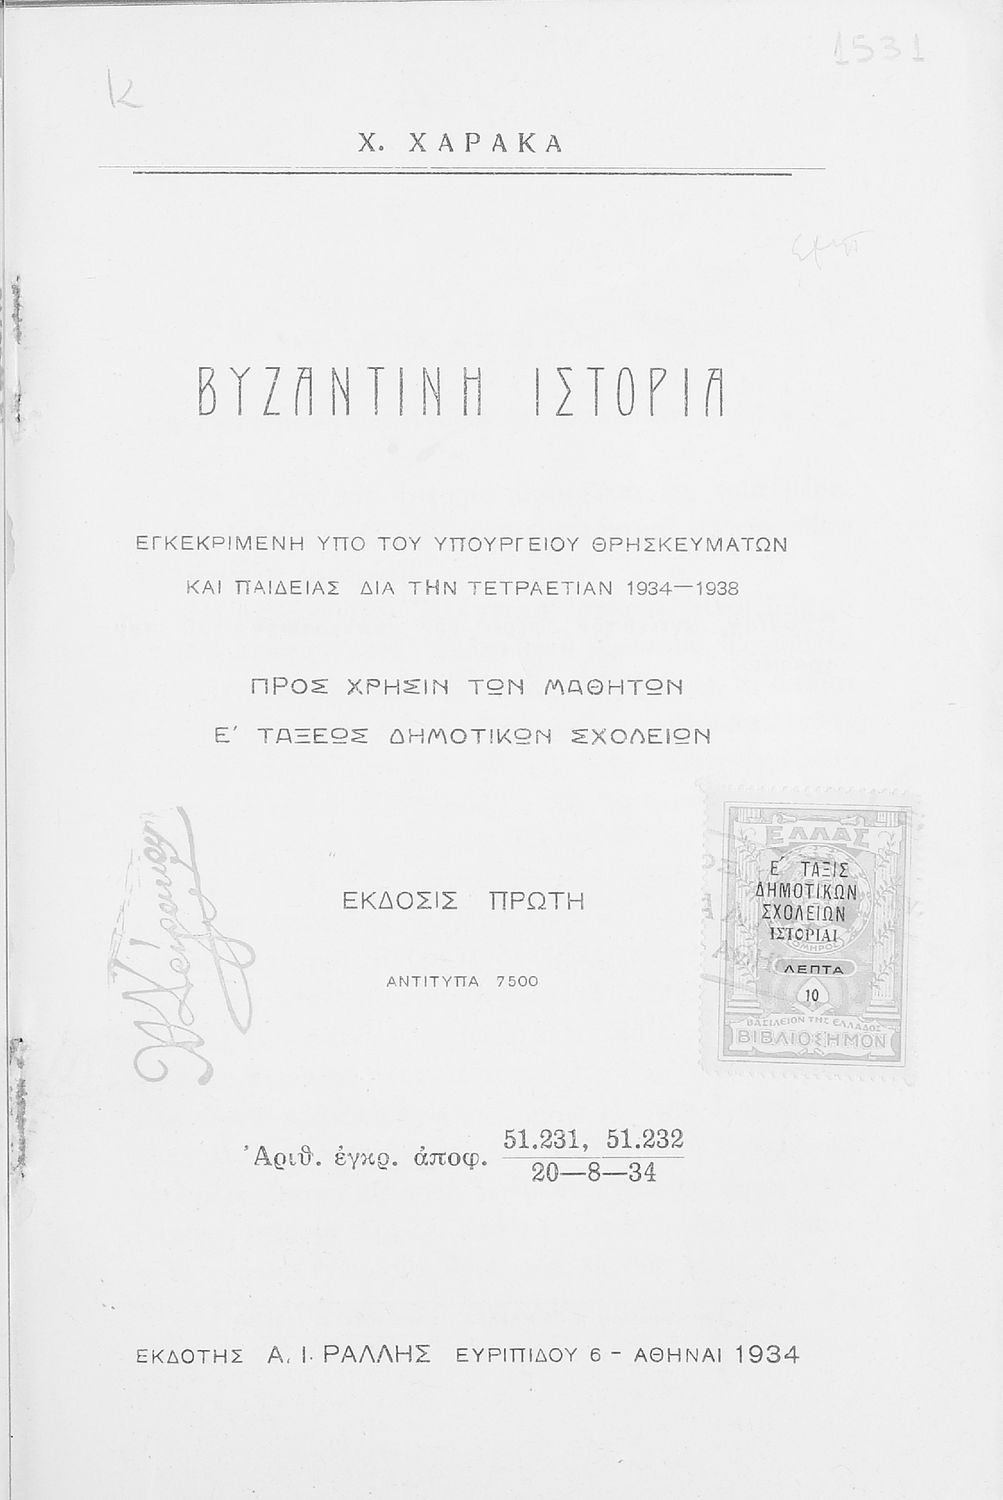 1531
Χ. ΧΑΡΑΚΑ
ΒΥΖΑΝΤΙΝΗ ΙΣΤΟΡΙΑ
ΕΓΚΕΚΡΙΜΕΝΗ ΥΠΟ ΤΟΥ ΥΠΟΥΡΓΕΙΟΥ ΘΡΗΣΚΕΥΜΑΤΩΝ
ΚΑΙ ΠΑΙΔΕΙΑΣ ΔΙΑ ΤΗΝ ΤΕΤΡΑΕΤΙΑΝ 1934—1938
ΠΡΟΣ ΧΡΗΣΙΝ ΤΩΝ ΜΑΘΗΤΩΝ
Ε΄ ΤΑΞΕΩΣ ΔΗΜΟΤΙΚΩΝ ΣΧΟΛΕΙΩΝ
ΕΚΔΟΣΙΣ ΠΡΩΤΗ
ΑΝΤΙΤΥΠΑ 7500
ΕΛΛΑΣ
Ε΄ ΤΑΞΙΣ
ΔΗΜΟΤΙΚΩΝ
ΣΧΟΛΕΙΩΝ
ΙΣΤΟΡΙΑΙ
ΟΜΗΡΟΣ
ΛΕΠΤΑ
10
ΒΑΣΙΛΕΙΟΝ ΤΗΣ ΕΛΛΑΔΟΣ
ΒΙΒΛΙΟΣΗΜΟΝ
Ἀριθ. ἐγκρ. ἀποφ. 51.231, 51.232
20—8—34
ΕΚΔΟΤΗΣ Α. Ι. ΡΑΛΛΗΣ ΕΥΡΙΠΙΔΟΥ 6 – ΑΘΗΝΑΙ 1934